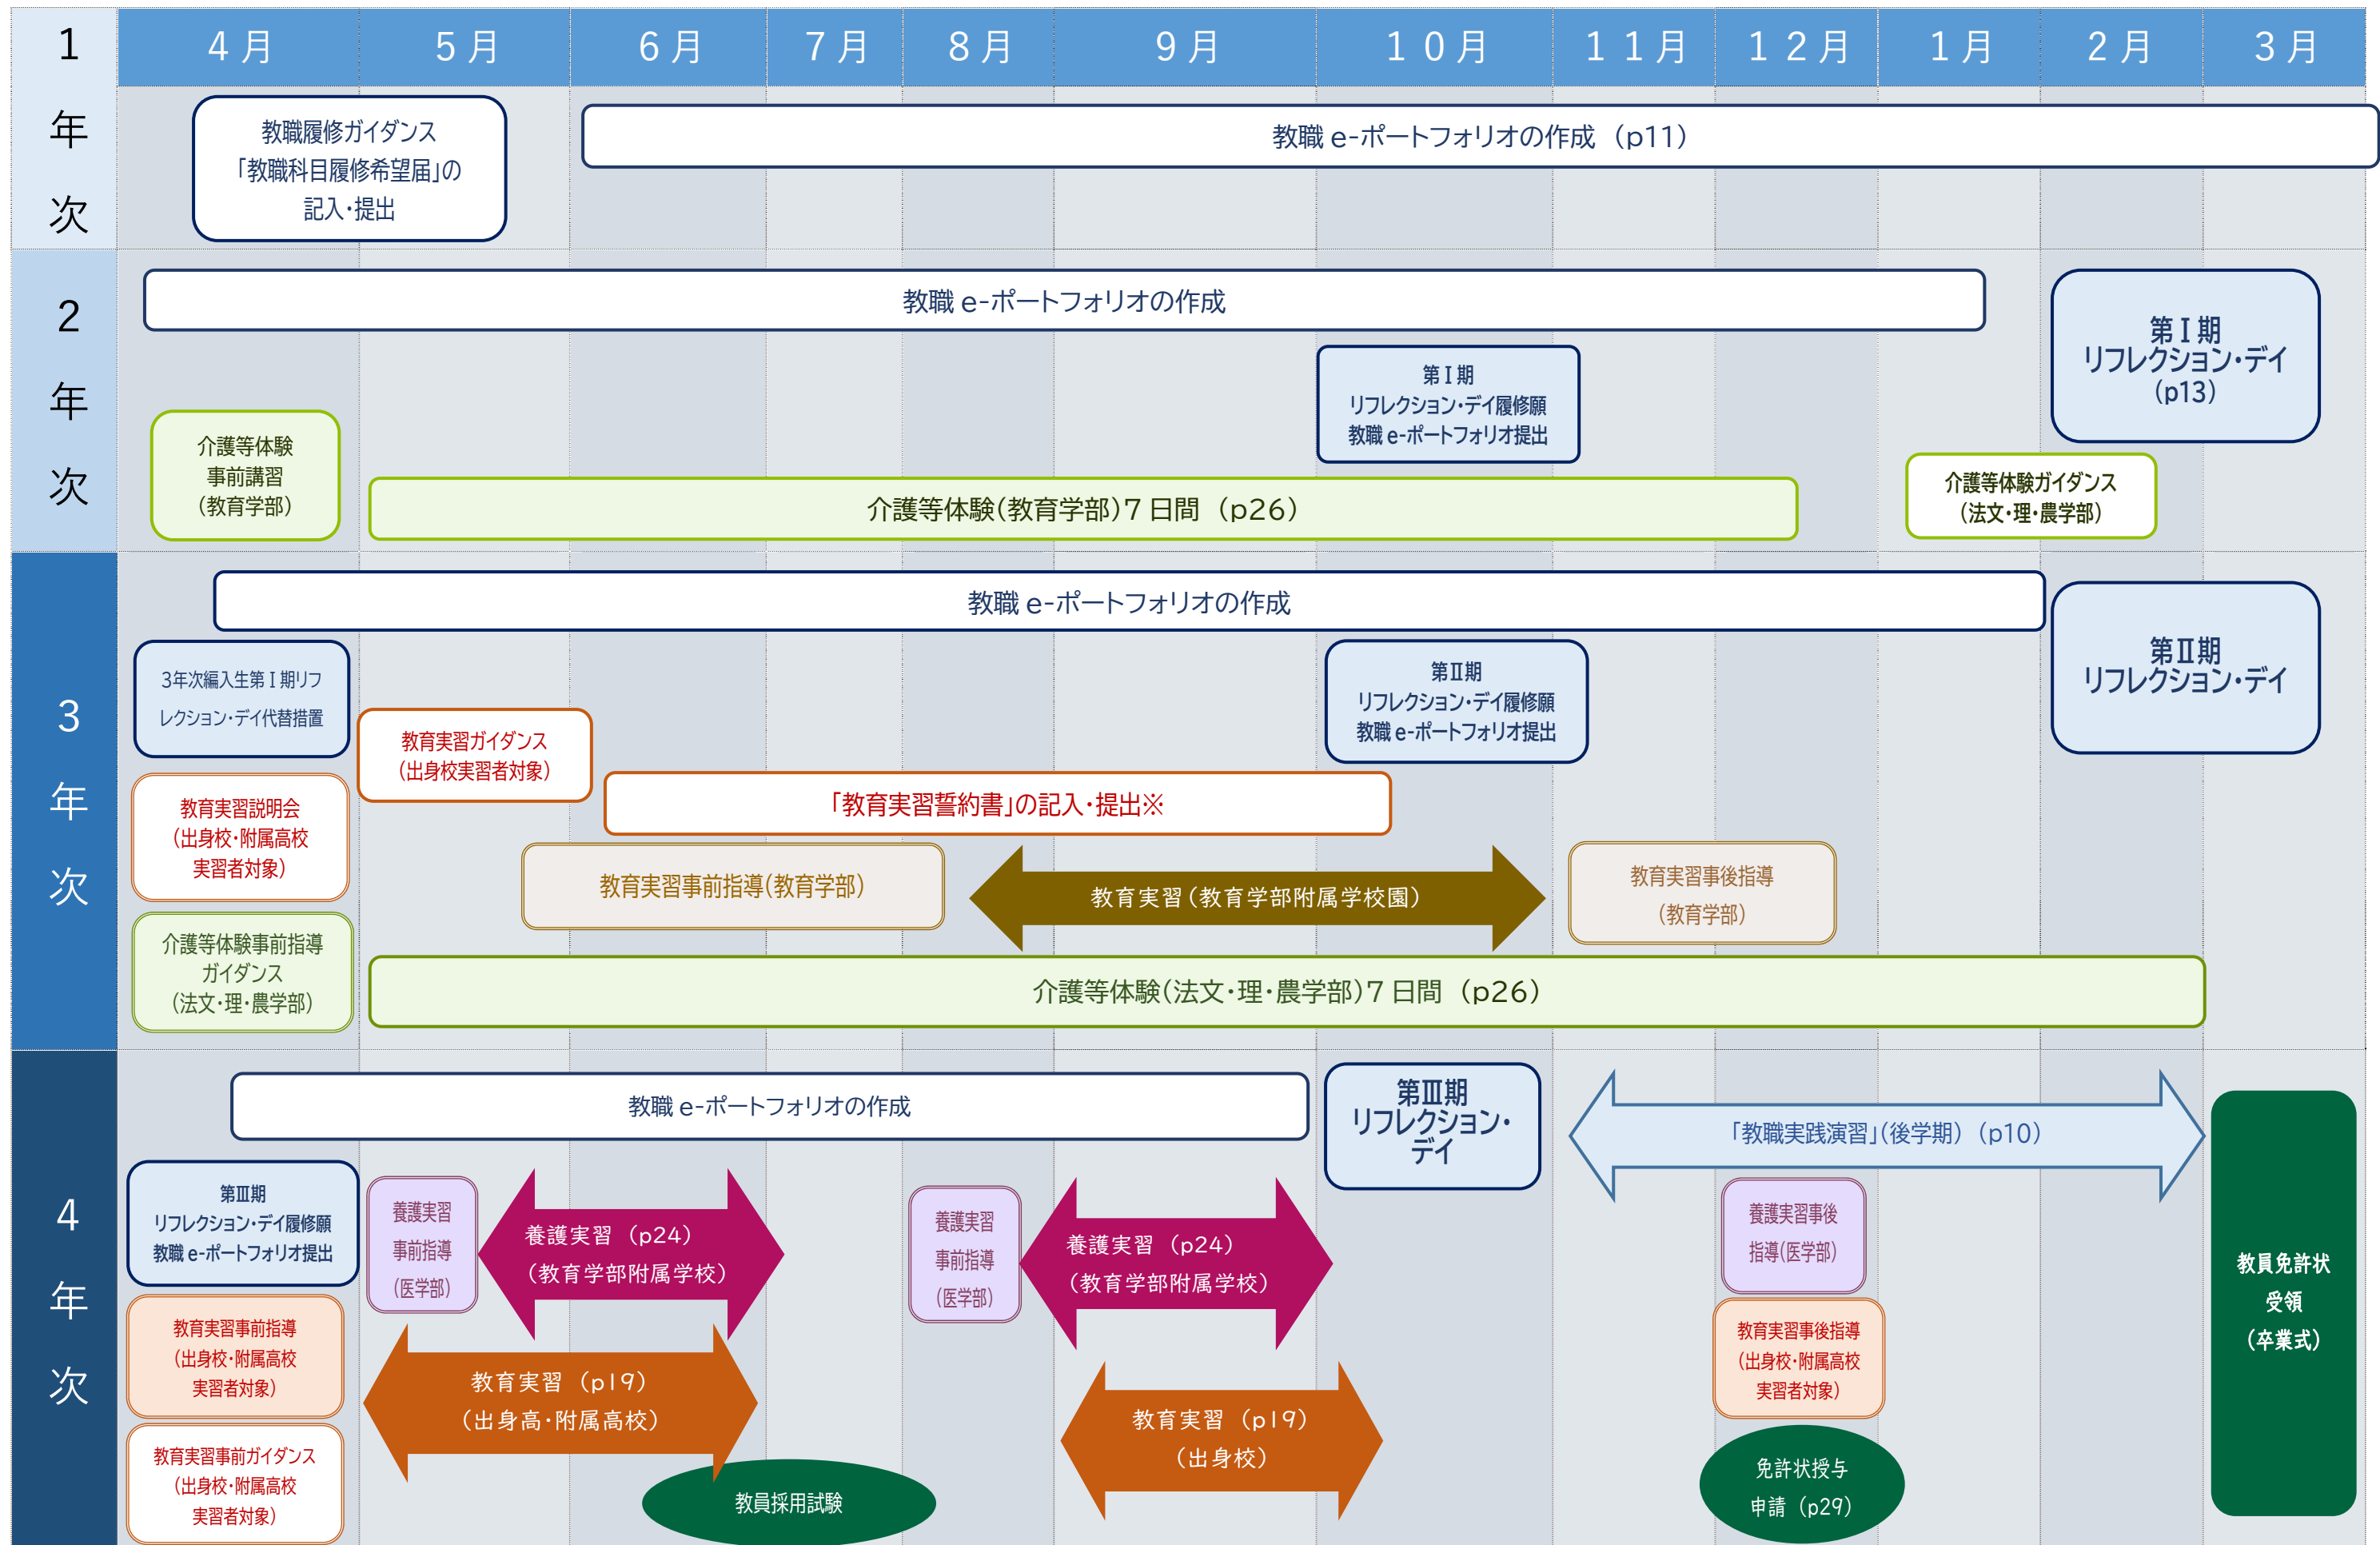 4月
5月
6月
7月
8月
9月
10月
11月
12月
1月
2月
3月
1年次
教職履修ガイダンス
「教職科目履修希望届」の
記入・提出
教職 e-ポートフォリオの作成 (p11)
2年次
教職 e-ポートフォリオの作成
第Ⅰ期
リフレクション・デイ
(p13)
第Ⅰ期
リフレクション・デイ履修願
教職 e-ポートフォリオ提出
介護等体験
事前講習
(教育学部)
介護等体験(教育学部)7 日間 (p26)
介護等体験ガイダンス
(法文・理・農学部)
3年次
教職 e-ポートフォリオの作成
第Ⅱ期
リフレクション・デイ
3年次編入生第Ⅰ期リフ
レクション・デイ代替措置
第Ⅱ期
リフレクション・デイ履修願
教職 e-ポートフォリオ提出
教育実習ガイダンス
(出身校実習者対象)
教育実習説明会
(出身校・附属高校
実習者対象)
「教育実習誓約書」の記入・提出※
教育実習事前指導(教育学部)
教育実習(教育学部附属学校園)
教育実習事後指導
(教育学部)
介護等体験事前指導
ガイダンス
(法文・理・農学部)
介護等体験(法文・理・農学部)7 日間 (p26)
4年次
教職 e-ポートフォリオの作成
第Ⅲ期
リフレクション・
デイ
「教職実践演習」(後学期) (p10)
第Ⅲ期
リフレクション・デイ履修願
教職 e-ポートフォリオ提出
養護実習
事前指導
(医学部)
養護実習 (p24)
(教育学部附属学校)
養護実習
事前指導
(医学部)
養護実習 (p24)
(教育学部附属学校)
養護実習事後
指導(医学部)
教員免許状
受領
(卒業式)
教育実習事前指導
(出身校・附属高校
実習者対象)
教育実習 (p19)
(出身高・附属高校)
教育実習 (p19)
(出身校)
教育実習事後指導
(出身校・附属高校
実習者対象)
教育実習事前ガイダンス
(出身校・附属高校
実習者対象)
教員採用試験
免許状授与
申請 (p29)